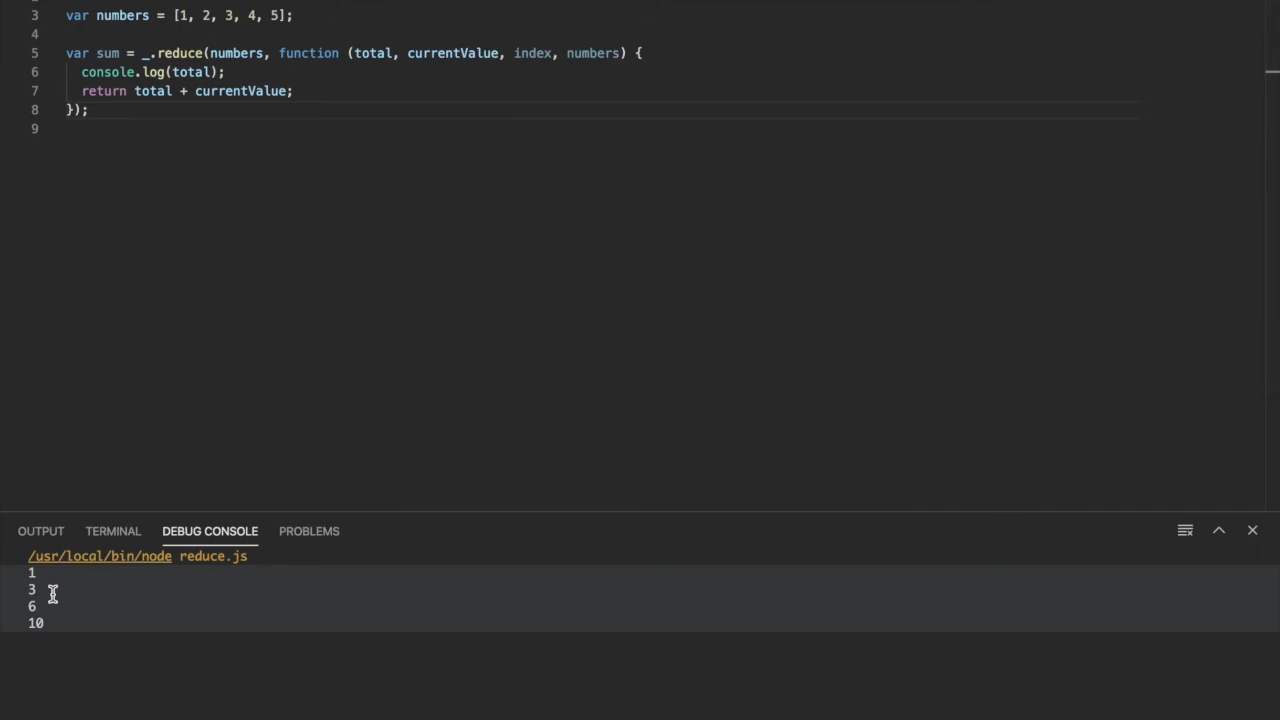 3 var numbers = [1, 2, 3, 4, 5];
4
5 var sum = _.reduce(numbers, function (total, currentValue, index, numbers) {
6 console.log(total);
7 return total + currentValue;
8 });
9
OUTPUT TERMINAL DEBUG CONSOLE PROBLEMS
/usr/local/bin/node reduce.js
1
3
6
10